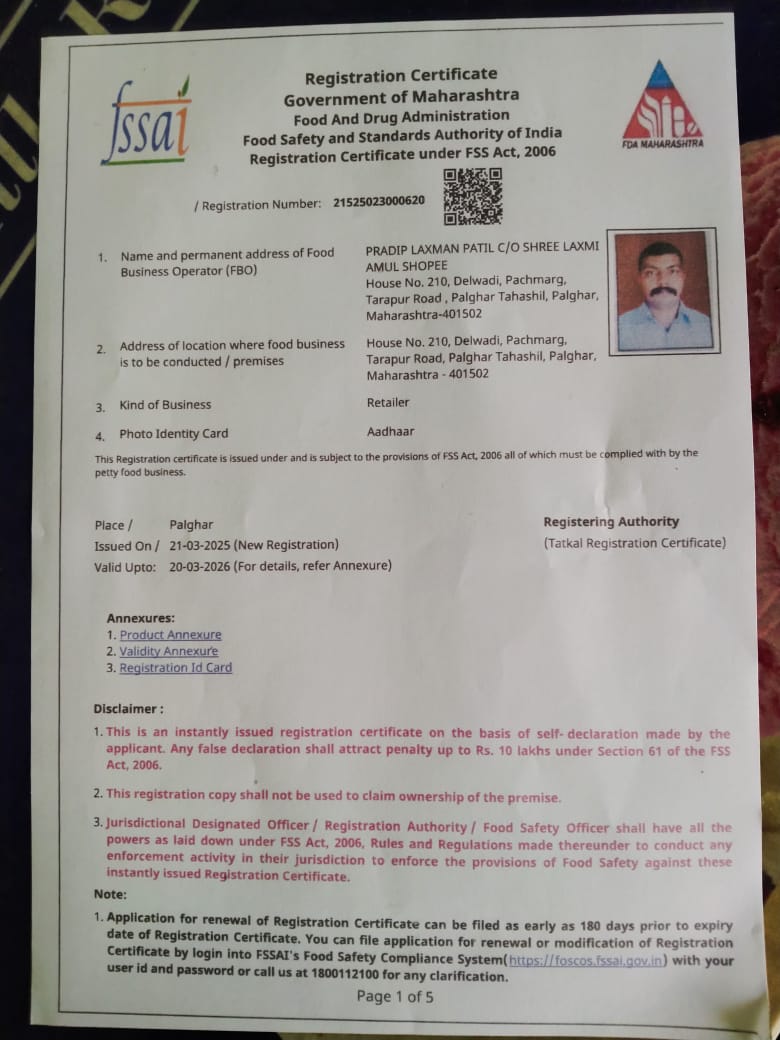 fssai
Registration Certificate
Government of Maharashtra
Food And Drug Administration
Food Safety and Standards Authority of India
Registration Certificate under FSS Act, 2006
FDA MAHARASHTRA
/ Registration Number: 21525023000620
1. Name and permanent address of Food
Business Operator (FBO)
PRADIP LAXMAN PATIL C/O SHREE LAXMI
AMUL SHOPEE
House No. 210, Delwadi, Pachmarg,
Tarapur Road , Palghar Tahashil, Palghar,
Maharashtra-401502
2. Address of location where food business
is to be conducted / premises
House No. 210, Delwadi, Pachmarg,
Tarapur Road, Palghar Tahashil, Palghar,
Maharashtra - 401502
3. Kind of Business Retailer
4. Photo Identity Card Aadhaar
This Registration certificate is issued under and is subject to the provisions of FSS Act, 2006 all of which must be complied with by the
petty food business.
Place / Palghar
Issued On / 21-03-2025 (New Registration)
Valid Upto: 20-03-2026 (For details, refer Annexure)
Registering Authority
(Tatkal Registration Certificate)
Annexures:
1. Product Annexure
2. Validity Annexure
3. Registration Id Card
Disclaimer :
1. This is an instantly issued registration certificate on the basis of self- declaration made by the
applicant. Any false declaration shall attract penalty up to Rs. 10 lakhs under Section 61 of the FSS
Act, 2006.
2. This registration copy shall not be used to claim ownership of the premise.
3. Jurisdictional Designated Officer / Registration Authority / Food Safety Officer shall have all the
powers as laid down under FSS Act, 2006, Rules and Regulations made thereunder to conduct any
enforcement activity in their jurisdiction to enforce the provisions of Food Safety against these
instantly issued Registration Certificate.
Note:
1. Application for renewal of Registration Certificate can be filed as early as 180 days prior to expiry
date of Registration Certificate. You can file application for renewal or modification of Registration
Certificate by login into FSSAI's Food Safety Compliance System(https://foscos.fssai.gov.in) with your
user id and password or call us at 1800112100 for any clarification.
Page 1 of 5